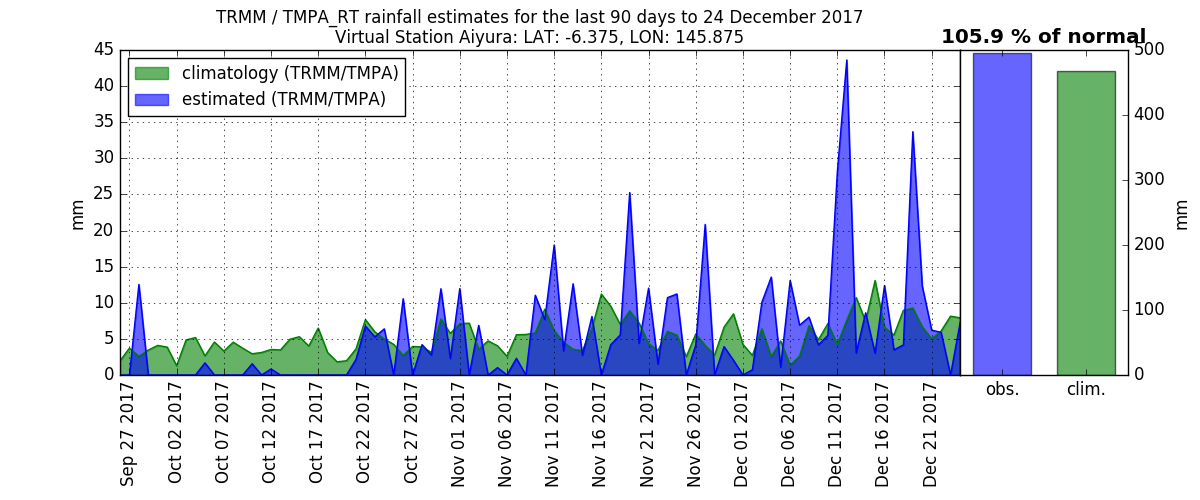 TRMM / TMPA_RT rainfall estimates for the last 90 days to 24 December 2017
Virtual Station Aiyura: LAT: -6.375, LON: 145.875
105.9 % of normal
climatology (TRMM/TMPA)
estimated (TRMM/TMPA)
45
40
35
30
25
20
15
10
5
0
mm
Sep 27 2017
Oct 02 2017
Oct 07 2017
Oct 12 2017
Oct 17 2017
Oct 22 2017
Oct 27 2017
Nov 01 2017
Nov 06 2017
Nov 11 2017
Nov 16 2017
Nov 21 2017
Nov 26 2017
Dec 01 2017
Dec 06 2017
Dec 11 2017
Dec 16 2017
Dec 21 2017
500
400
300
200
100
0
mm
obs.
clim.